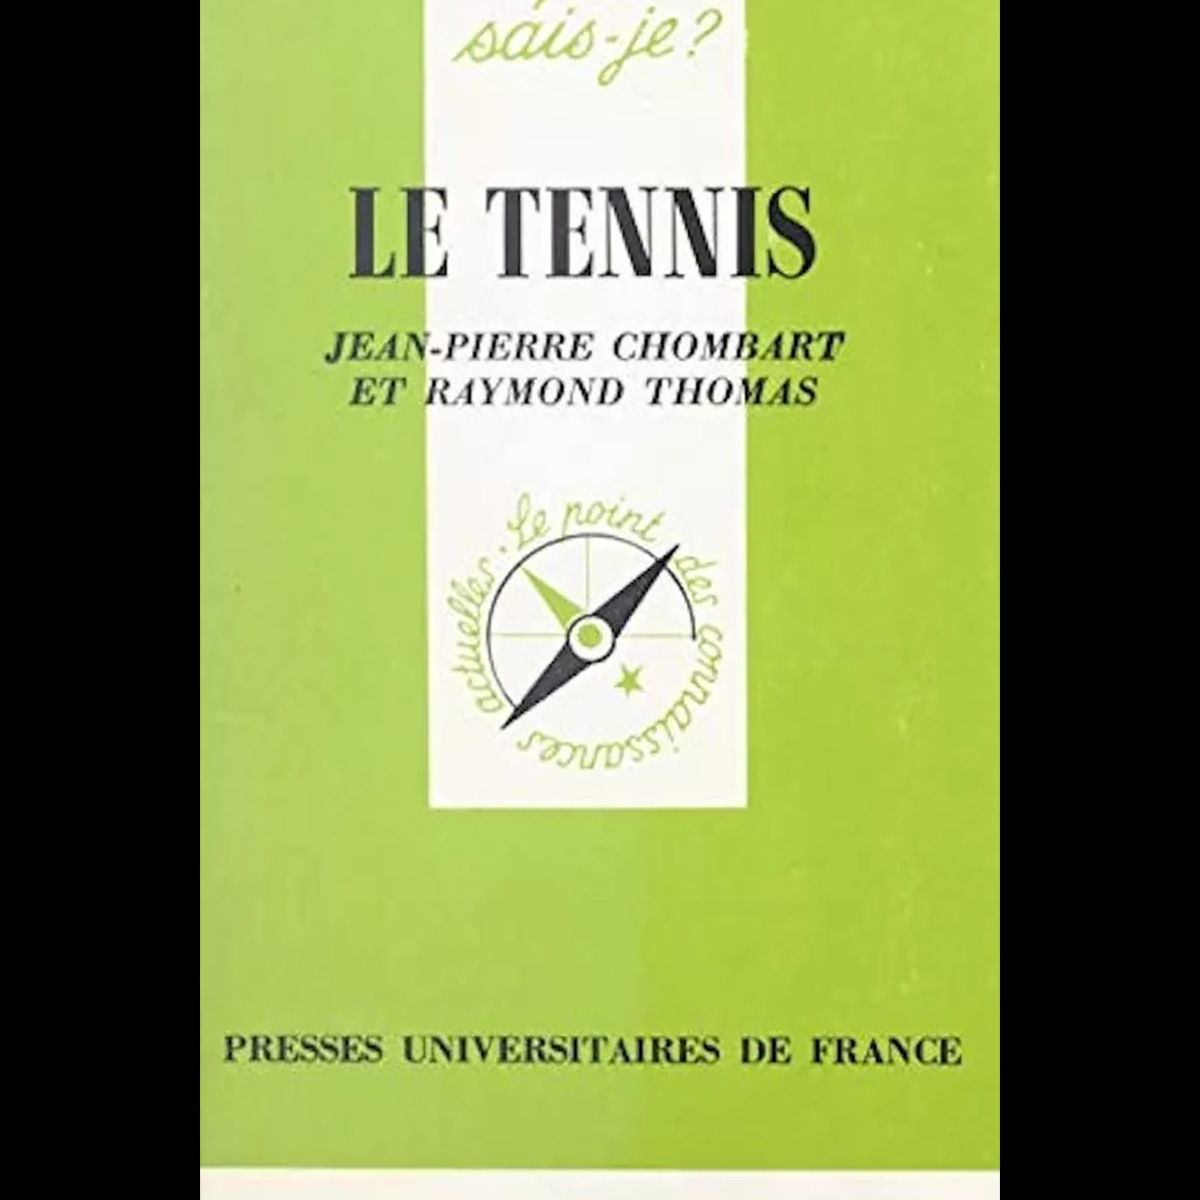 sais-je?
LE TENNIS
JEAN-PIERRE CHOMBART
ET RAYMOND THOMAS
Le point des connaissances actuelles.
PRESSES UNIVERSITAIRES DE FRANCE